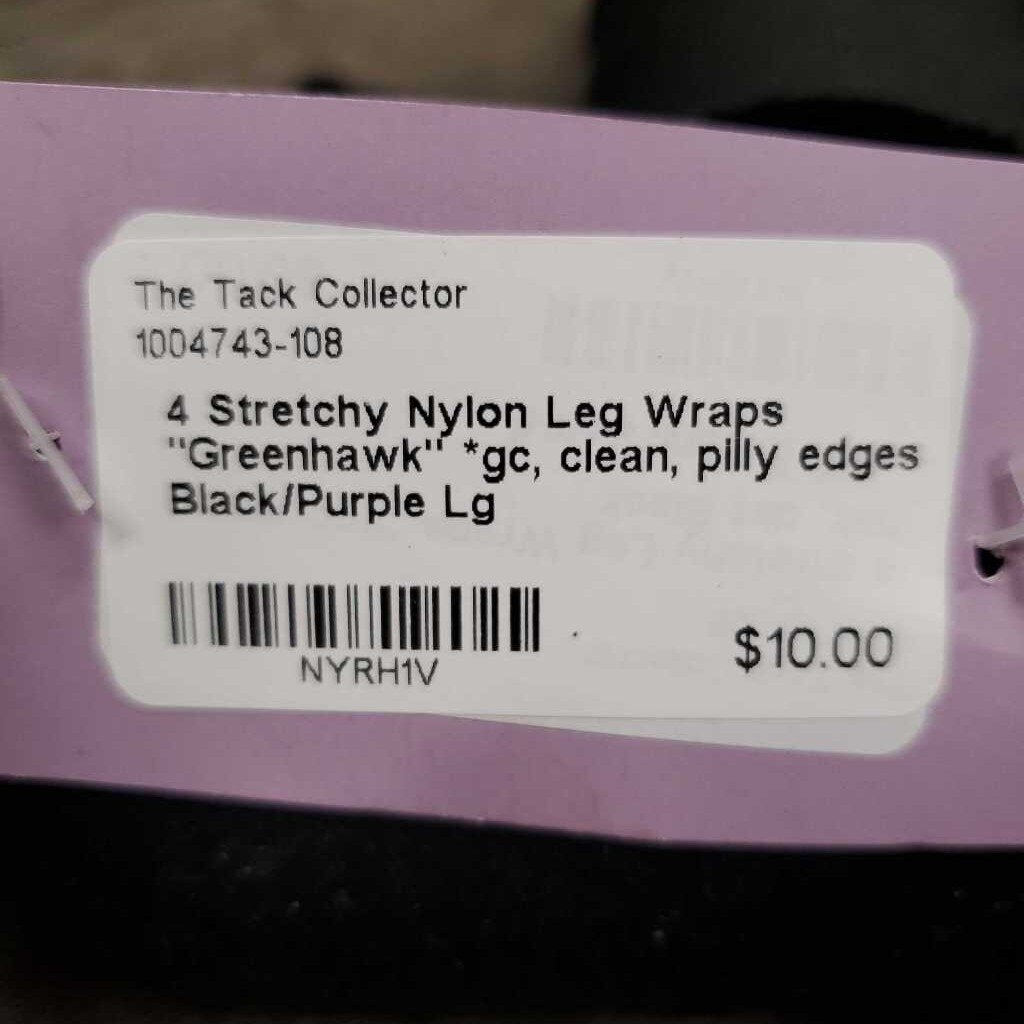 The Tack Collector
1004743-108
4 Stretchy Nylon Leg Wraps
"Greenhawk" *gc, clean, pilly edges
Black/Purple Lg
NYRH1V
$10.00